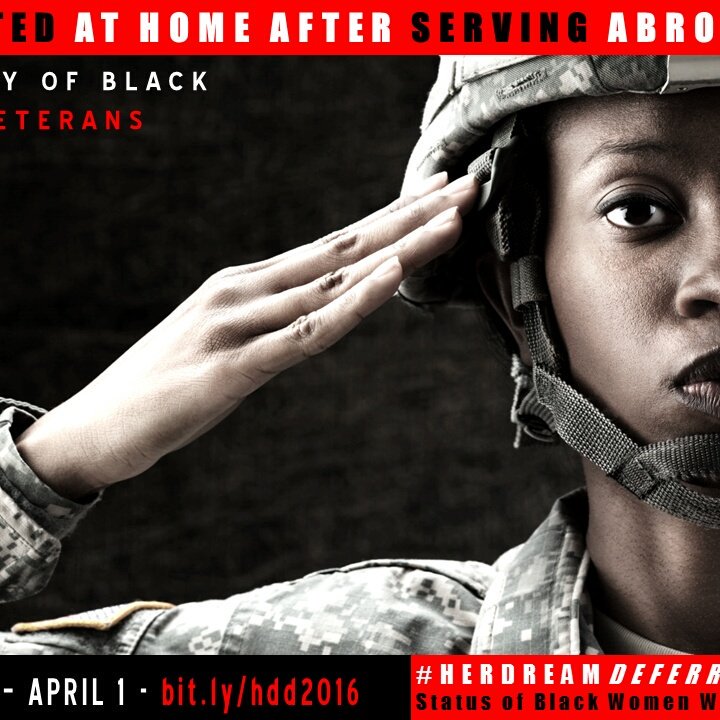 TED AT HOME AFTER SERVING ABRO
Y OF BLACK
ETERANS
- APRIL 1 - bit.ly/hdd2016
#HERDREAMDEFERR
Status of Black Women W